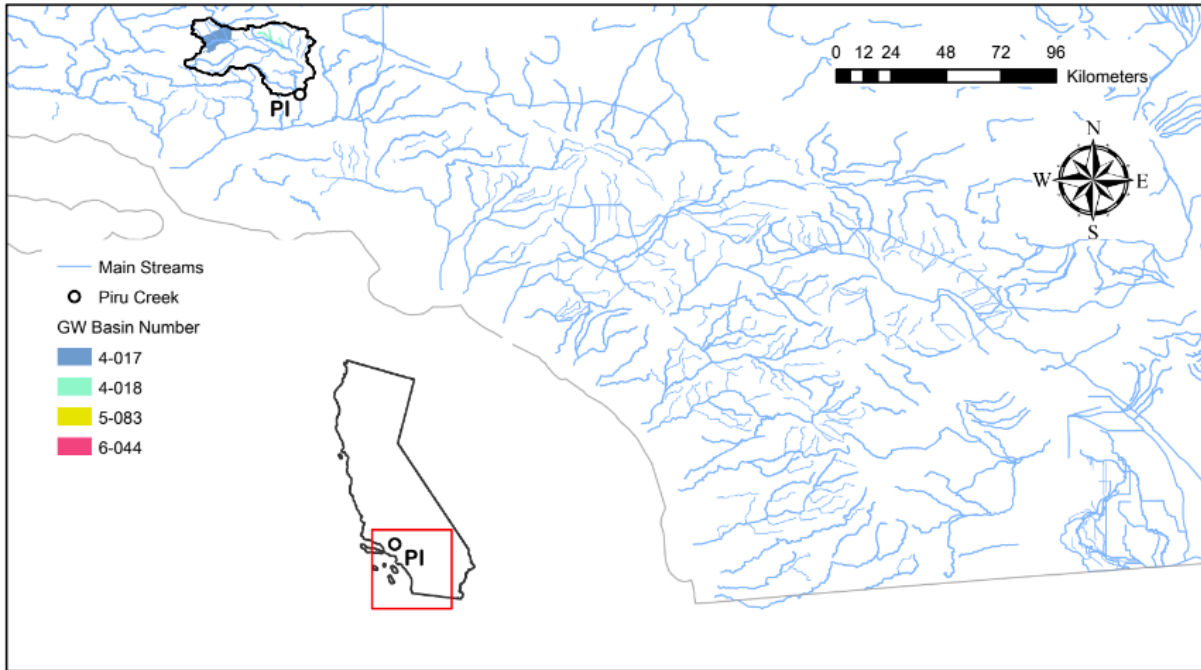 0 12 24 48 72 96
Kilometers
PI
N
W E
S
Main Streams
Piru Creek
GW Basin Number
4-017
4-018
5-083
6-044
PI